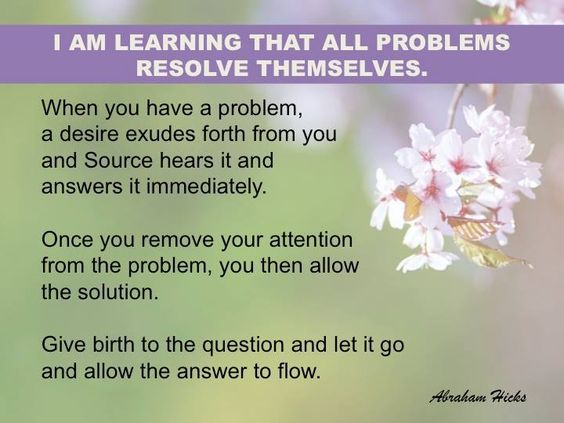 I AM LEARNING THAT ALL PROBLEMS
RESOLVE THEMSELVES.
When you have a problem,
a desire exudes forth from you
and Source hears it and
answers it immediately.
Once you remove your attention
from the problem, you then allow
the solution.
Give birth to the question and let it go
and allow the answer to flow.
Abraham Hicks